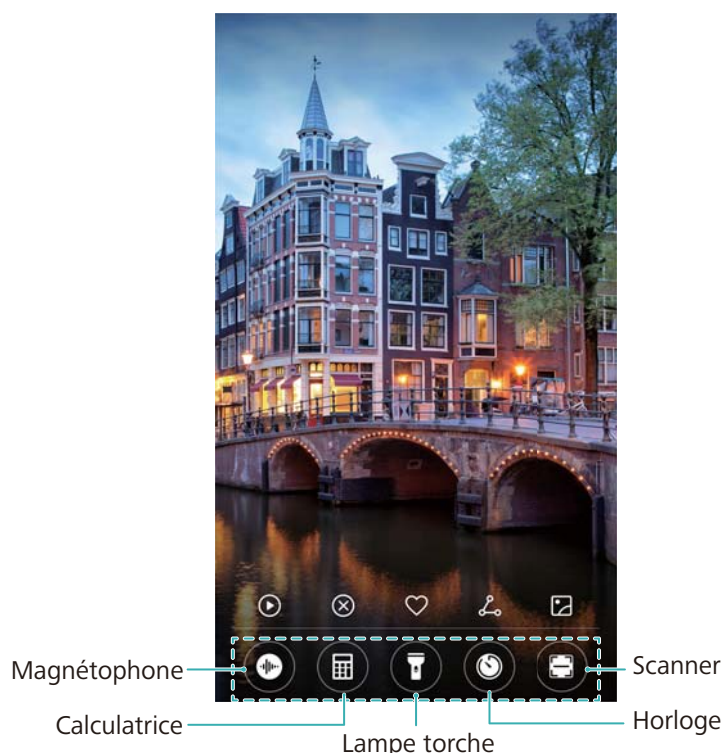 Magnétophone
Scanner
Calculatrice
Horloge
Lampe torche